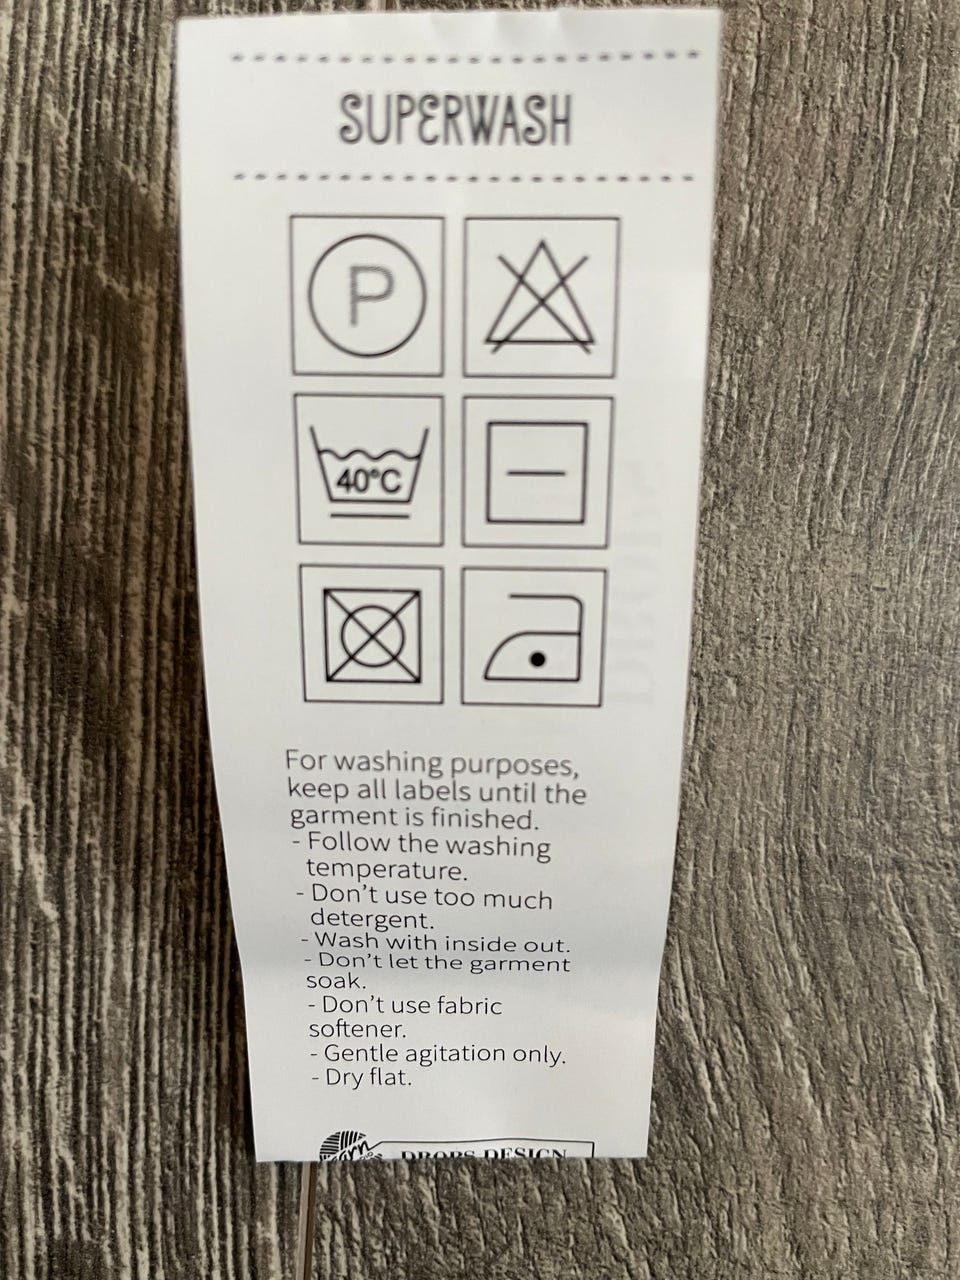 SUPERWASH
P
40°C
For washing purposes,
keep all labels until the
garment is finished.
- Follow the washing
temperature.
- Don't use too much
detergent.
- Wash with inside out.
- Don't let the garment
soak.
- Don't use fabric
softener.
- Gentle agitation only.
- Dry flat.
DROPS DESIGN